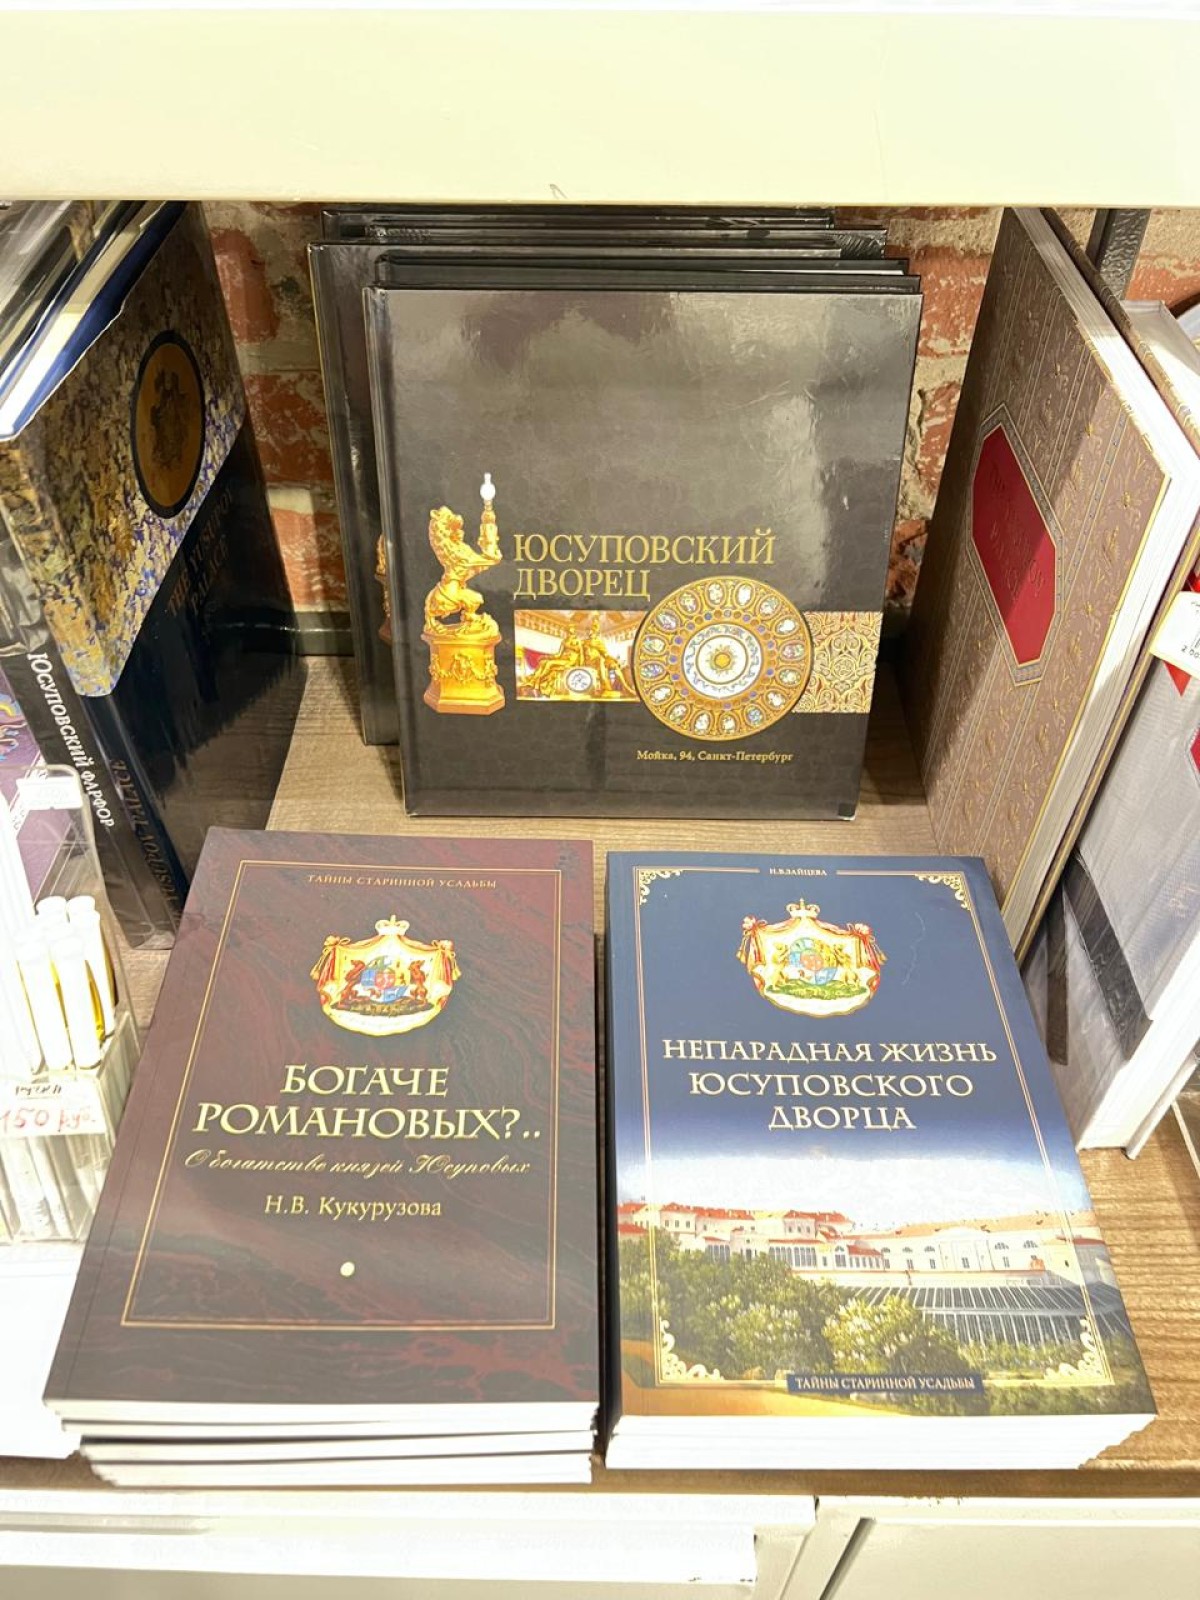 ЮСУПОВСКИЙ
ДВОРЕЦ
Мойка, 94, Санкт-Петербург
THE YUSUPOV
PALACE
ЮСУПОВСКИЙ ФАРФОР
150 руб.
ТАЙНЫ СТАРИННОЙ УСАДЬБЫ
БОГАЧЕ
РОМАНОВЫХ?..
О богатстве князей Юсуповых
Н.В. Кукурузова
Н.В.ЗАЙЦЕВА
НЕПАРАДНАЯ ЖИЗНЬ
ЮСУПОВСКОГО
ДВОРЦА
ТАЙНЫ СТАРИННОЙ УСАДЬБЫ